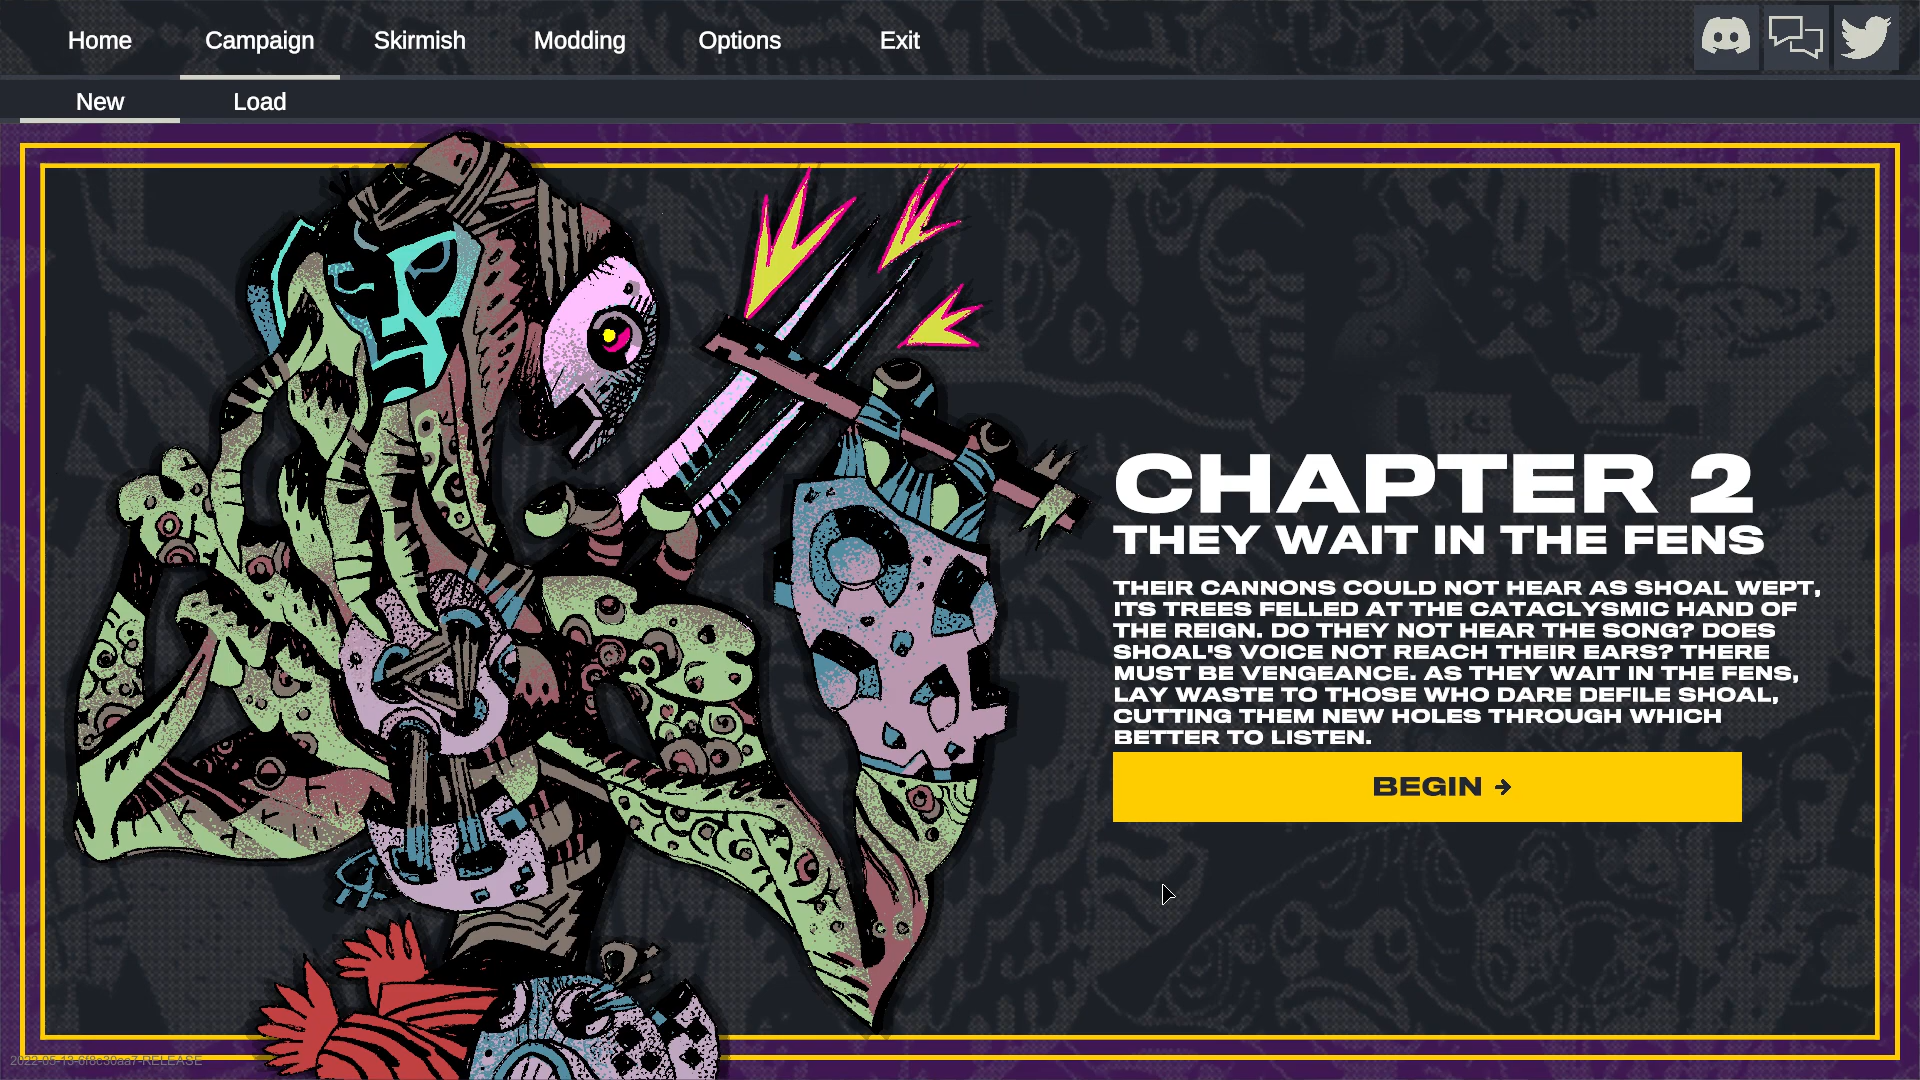 Home
Campaign
Skirmish
Modding
Options
Exit
New
Load
CHAPTER 2
THEY WAIT IN THE FENS
THEIR CANNONS COULD NOT HEAR AS SHOAL WEPT,
ITS TREES FELLED AT THE CATACLYSMIC HAND OF
THE REIGN. DO THEY NOT HEAR THE SONG? DOES
SHOAL'S VOICE NOT REACH THEIR EARS? THERE
MUST BE VENGEANCE. AS THEY WAIT IN THE FENS,
LAY WASTE TO THOSE WHO DARE DEFILE SHOAL,
CUTTING THEM NEW HOLES THROUGH WHICH
BETTER TO LISTEN.
BEGIN →